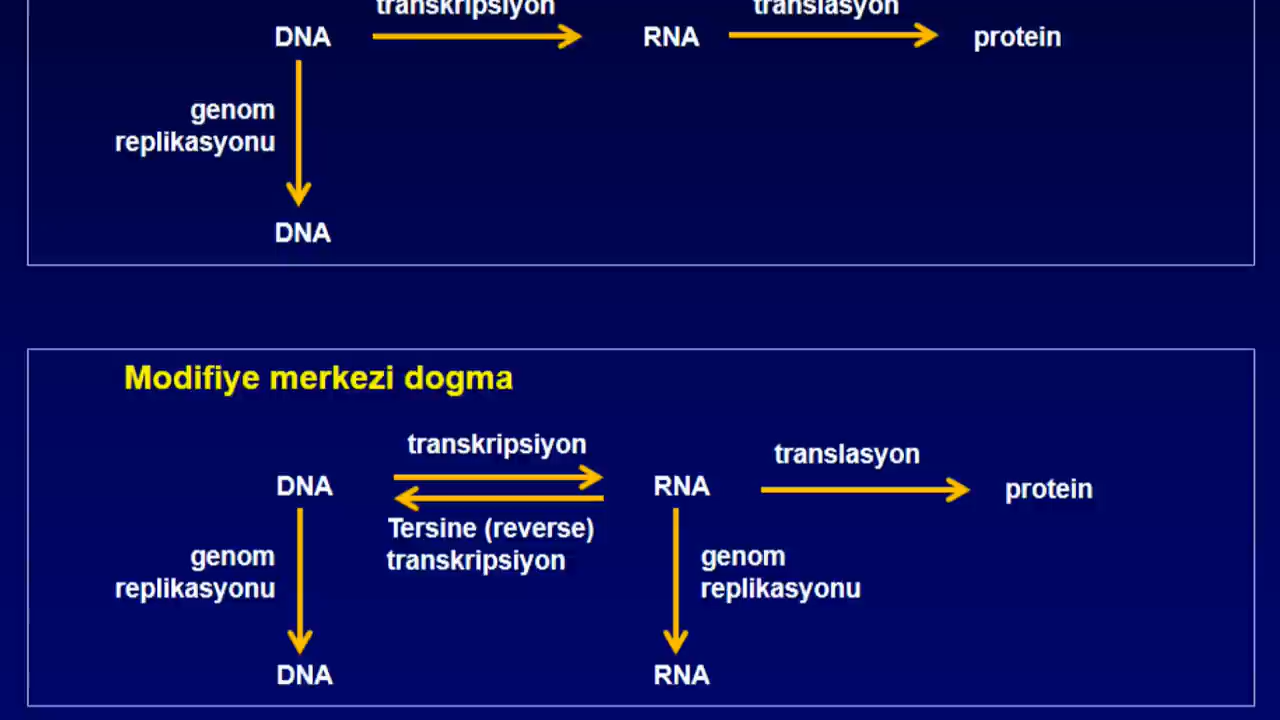 transkripsiyon
translasyon
DNA
RNA
protein
genom
replikasyonu
DNA
Modifiye merkezi dogma
transkripsiyon
translasyon
DNA
RNA
protein
Tersine (reverse)
transkripsiyon
genom
replikasyonu
genom
replikasyonu
DNA
RNA